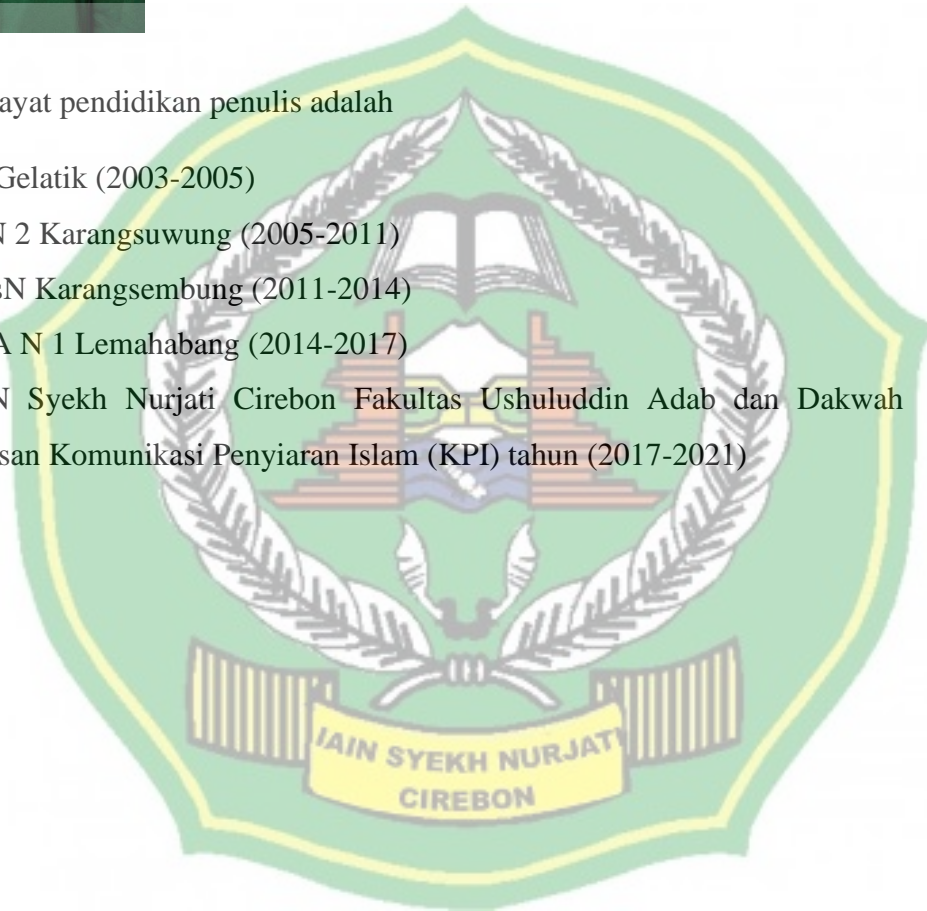 ayat pendidikan penulis adalah
Gelatik (2003-2005)
N 2 Karangsuwung (2005-2011)
sN Karangsembung (2011-2014)
A N 1 Lemahabang (2014-2017)
N Syekh Nurjati Cirebon Fakultas Ushuluddin Adab dan Dakwah
san Komunikasi Penyiaran Islam (KPI) tahun (2017-2021)
IAIN SYEKH NURJATI
CIREBON